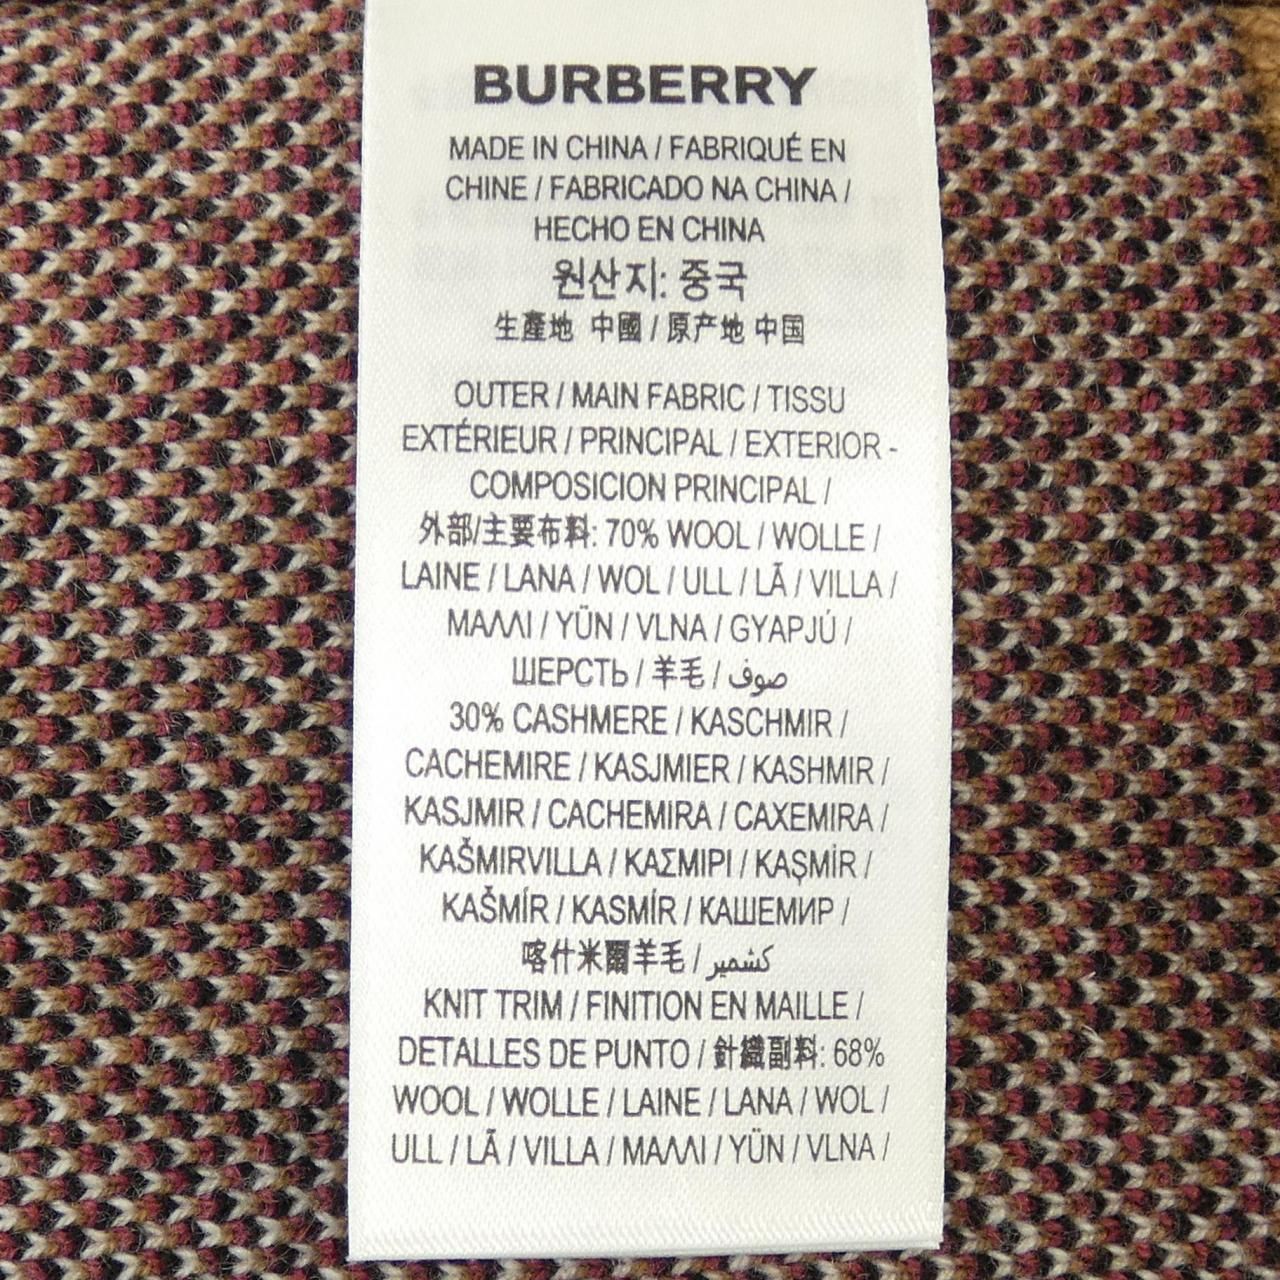 BURBERRY
MADE IN CHINA / FABRIQUÉ EN
CHINE / FABRICADO NA CHINA /
HECHO EN CHINA
원산지: 중국
生產地 中國 / 原产地 中国
OUTER / MAIN FABRIC / TISSU
EXTÉRIEUR / PRINCIPAL / EXTERIOR -
COMPOSICION PRINCIPAL /
外部/主要布料: 70% WOOL / WOLLE /
LAINE / LANA / WOL / ULL / LÃ / VILLA /
ΜΑΛΛΙ / YÜN / VLNA / GYAPJÚ /
ШЕРСТЬ / 羊毛 / صوف
30% CASHMERE / KASCHMIR /
CACHEMIRE / KASJMIER / KASHMIR /
KASJMIR / CACHEMIRA / CAXEMIRA /
KAŠMIRVILLA / ΚΑΣΜΙΡΙ / KAŞMİR /
KAŠMÍR / KASMÍR / КАШЕМИР /
喀什米爾羊毛 / كشمير
KNIT TRIM / FINITION EN MAILLE /
DETALLES DE PUNTO / 針織副料: 68%
WOOL / WOLLE / LAINE / LANA / WOL /
ULL / LÃ / VILLA / ΜΑΛΛΙ / YÜN / VLNA /